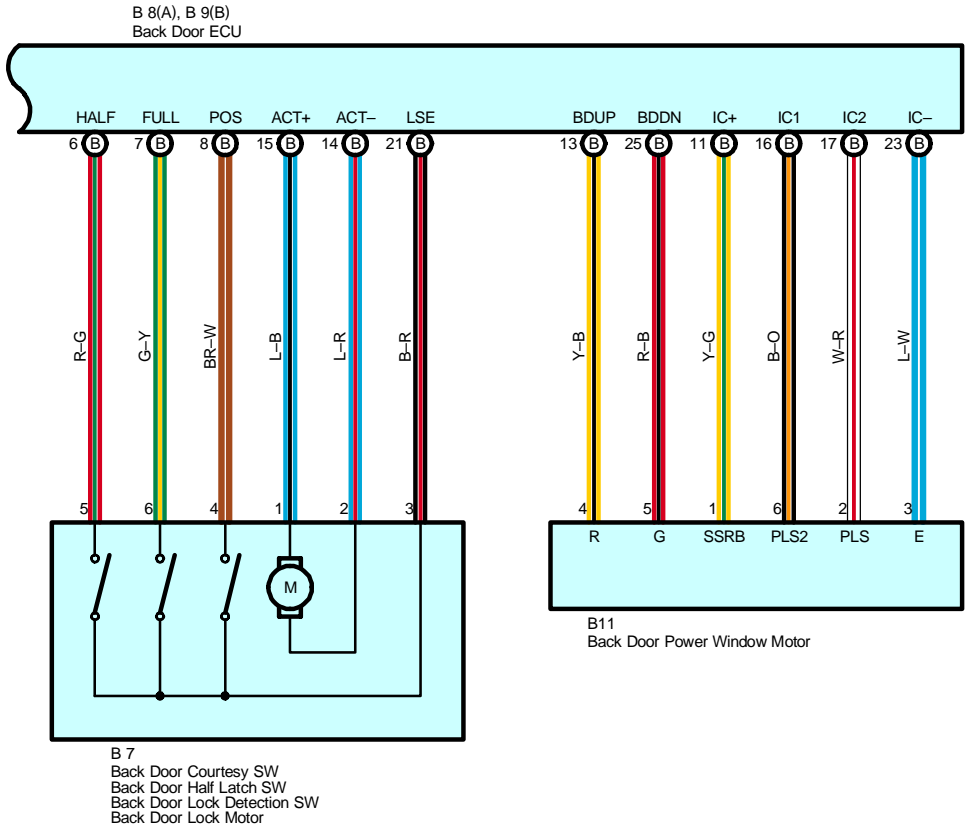 B 8(A), B 9(B)
Back Door ECU
HALF FULL POS ACT+ ACT– LSE BDUP BDDN IC+ IC1 IC2 IC–
6 B 7 B 8 B 15 B 14 B 21 B 13 B 25 B 11 B 16 B 17 B 23 B
R–G G–Y BR–W L–B L–R B–R Y–B R–B Y–G B–O W–R L–W
5 6 4 1 2 3 4 5 1 6 2 3
R G SSRB PLS2 PLS E
M
B11
Back Door Power Window Motor
B 7
Back Door Courtesy SW
Back Door Half Latch SW
Back Door Lock Detection SW
Back Door Lock Motor